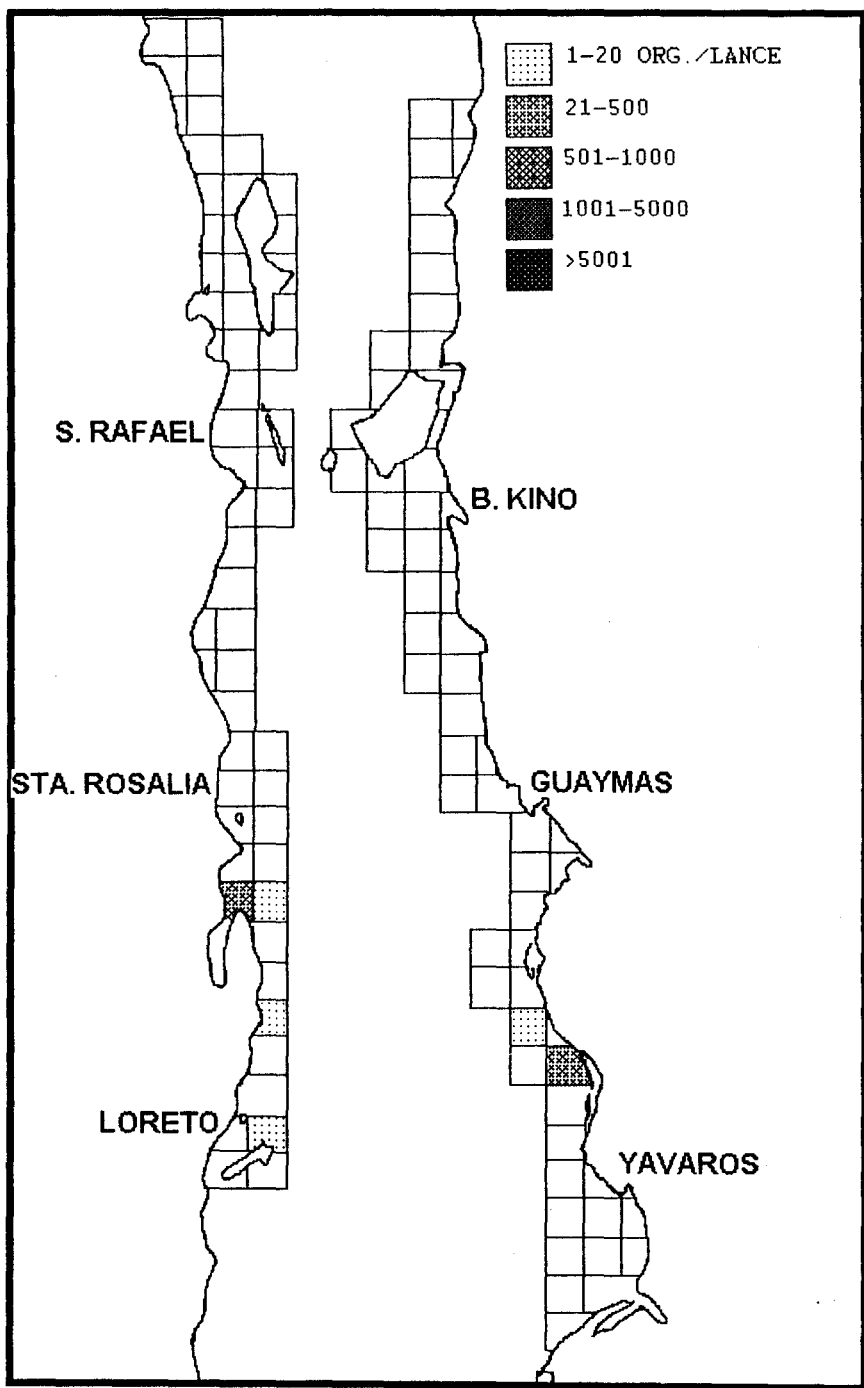 1-20 ORG./LANCE
21-500
501-1000
1001-5000
>5001
S. RAFAEL
B. KINO
STA. ROSALIA
GUAYMAS
LORETO
YAVAROS